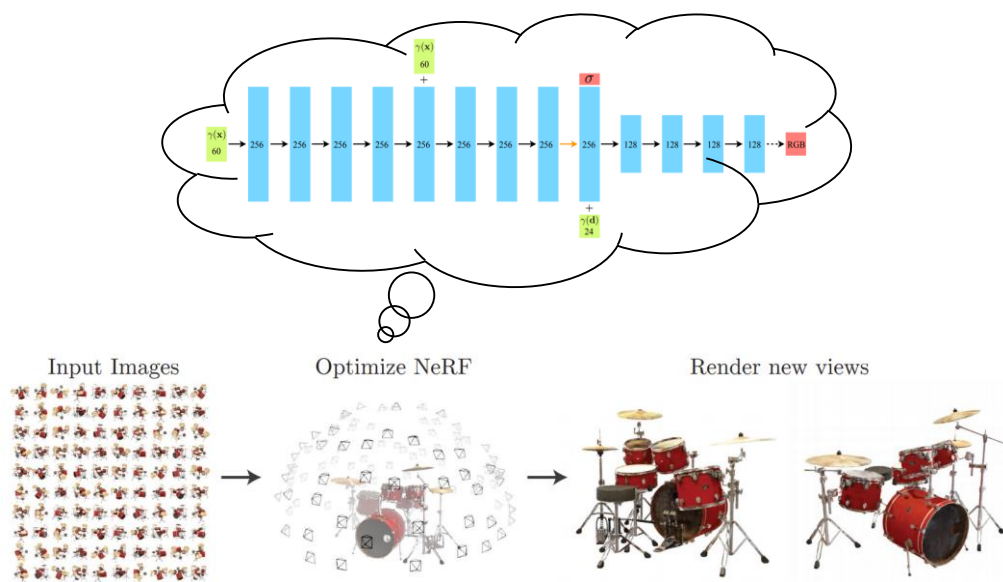 γ(x)
60
+
σ
γ(x)
60
256
256
256
256
256
256
256
256
256
128
128
128
128
RGB
+
γ(d)
24
Input Images
Optimize NeRF
Render new views